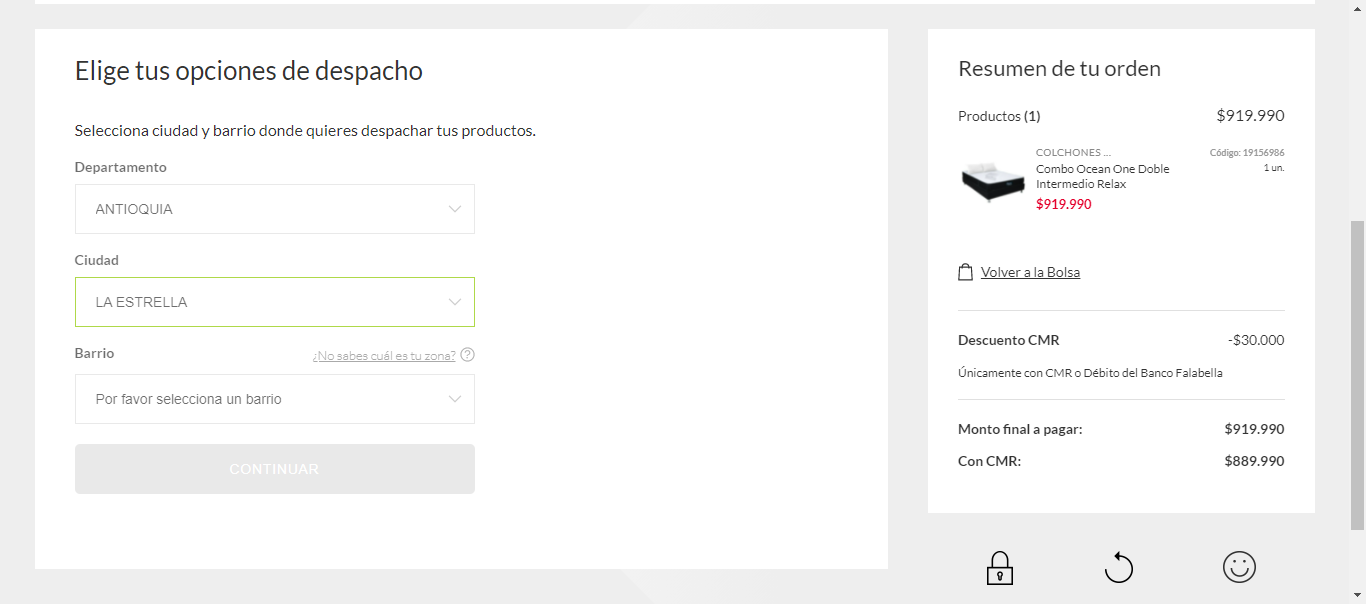 Elige tus opciones de despacho
Selecciona ciudad y barrio donde quieres despachar tus productos.
Departamento
ANTIOQUIA
Ciudad
LA ESTRELLA
Barrio
¿No sabes cuál es tu zona? ?
Por favor selecciona un barrio
CONTINUAR
Resumen de tu orden
Productos (1) $919.990
COLCHONES ... Código: 19156986
Combo Ocean One Doble 1 un.
Intermedio Relax
$919.990
Volver a la Bolsa
Descuento CMR -$30.000
Únicamente con CMR o Débito del Banco Falabella
Monto final a pagar: $919.990
Con CMR: $889.990